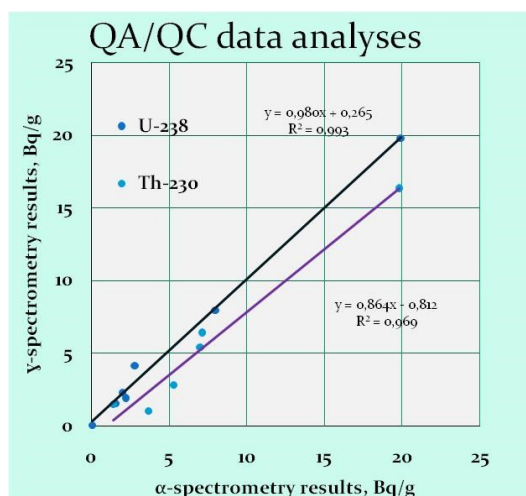 QA/QC data analyses
25
20
15
10
5
0
γ-spectrometry results, Bq/g
U-238
Th-230
y = 0,980x + 0,265
R² = 0,993
y = 0,864x - 0,812
R² = 0,969
0 5 10 15 20 25
α-spectrometry results, Bq/g